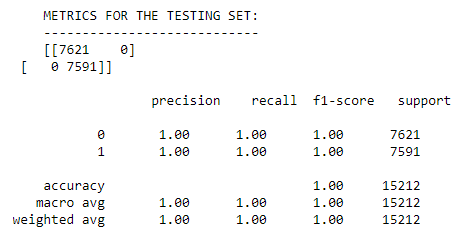 METRICS FOR THE TESTING SET:
---------------------------
[[7621 0]
[ 0 7591]]
precision recall f1-score support
0 1.00 1.00 1.00 7621
1 1.00 1.00 1.00 7591
accuracy 1.00 15212
macro avg 1.00 1.00 1.00 15212
weighted avg 1.00 1.00 1.00 15212